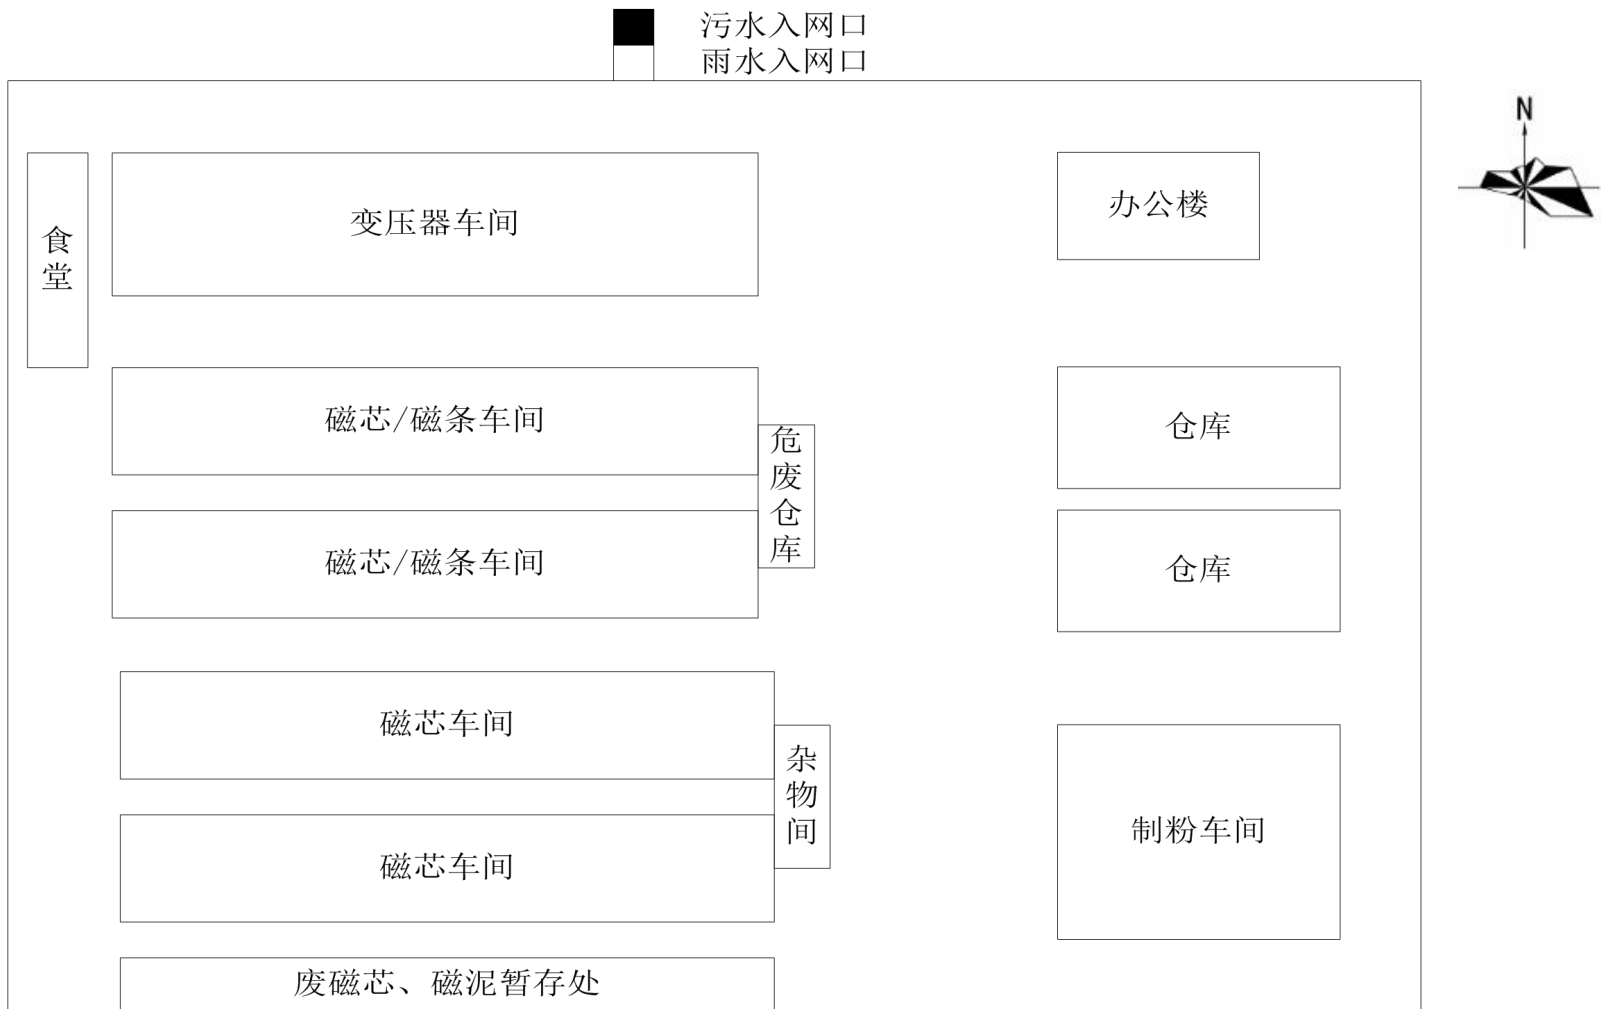 污水入网口
雨水入网口
N
食堂
变压器车间
办公楼
磁芯/磁条车间
危废仓库
仓库
磁芯/磁条车间
仓库
磁芯车间
杂物间
制粉车间
磁芯车间
废磁芯、磁泥暂存处